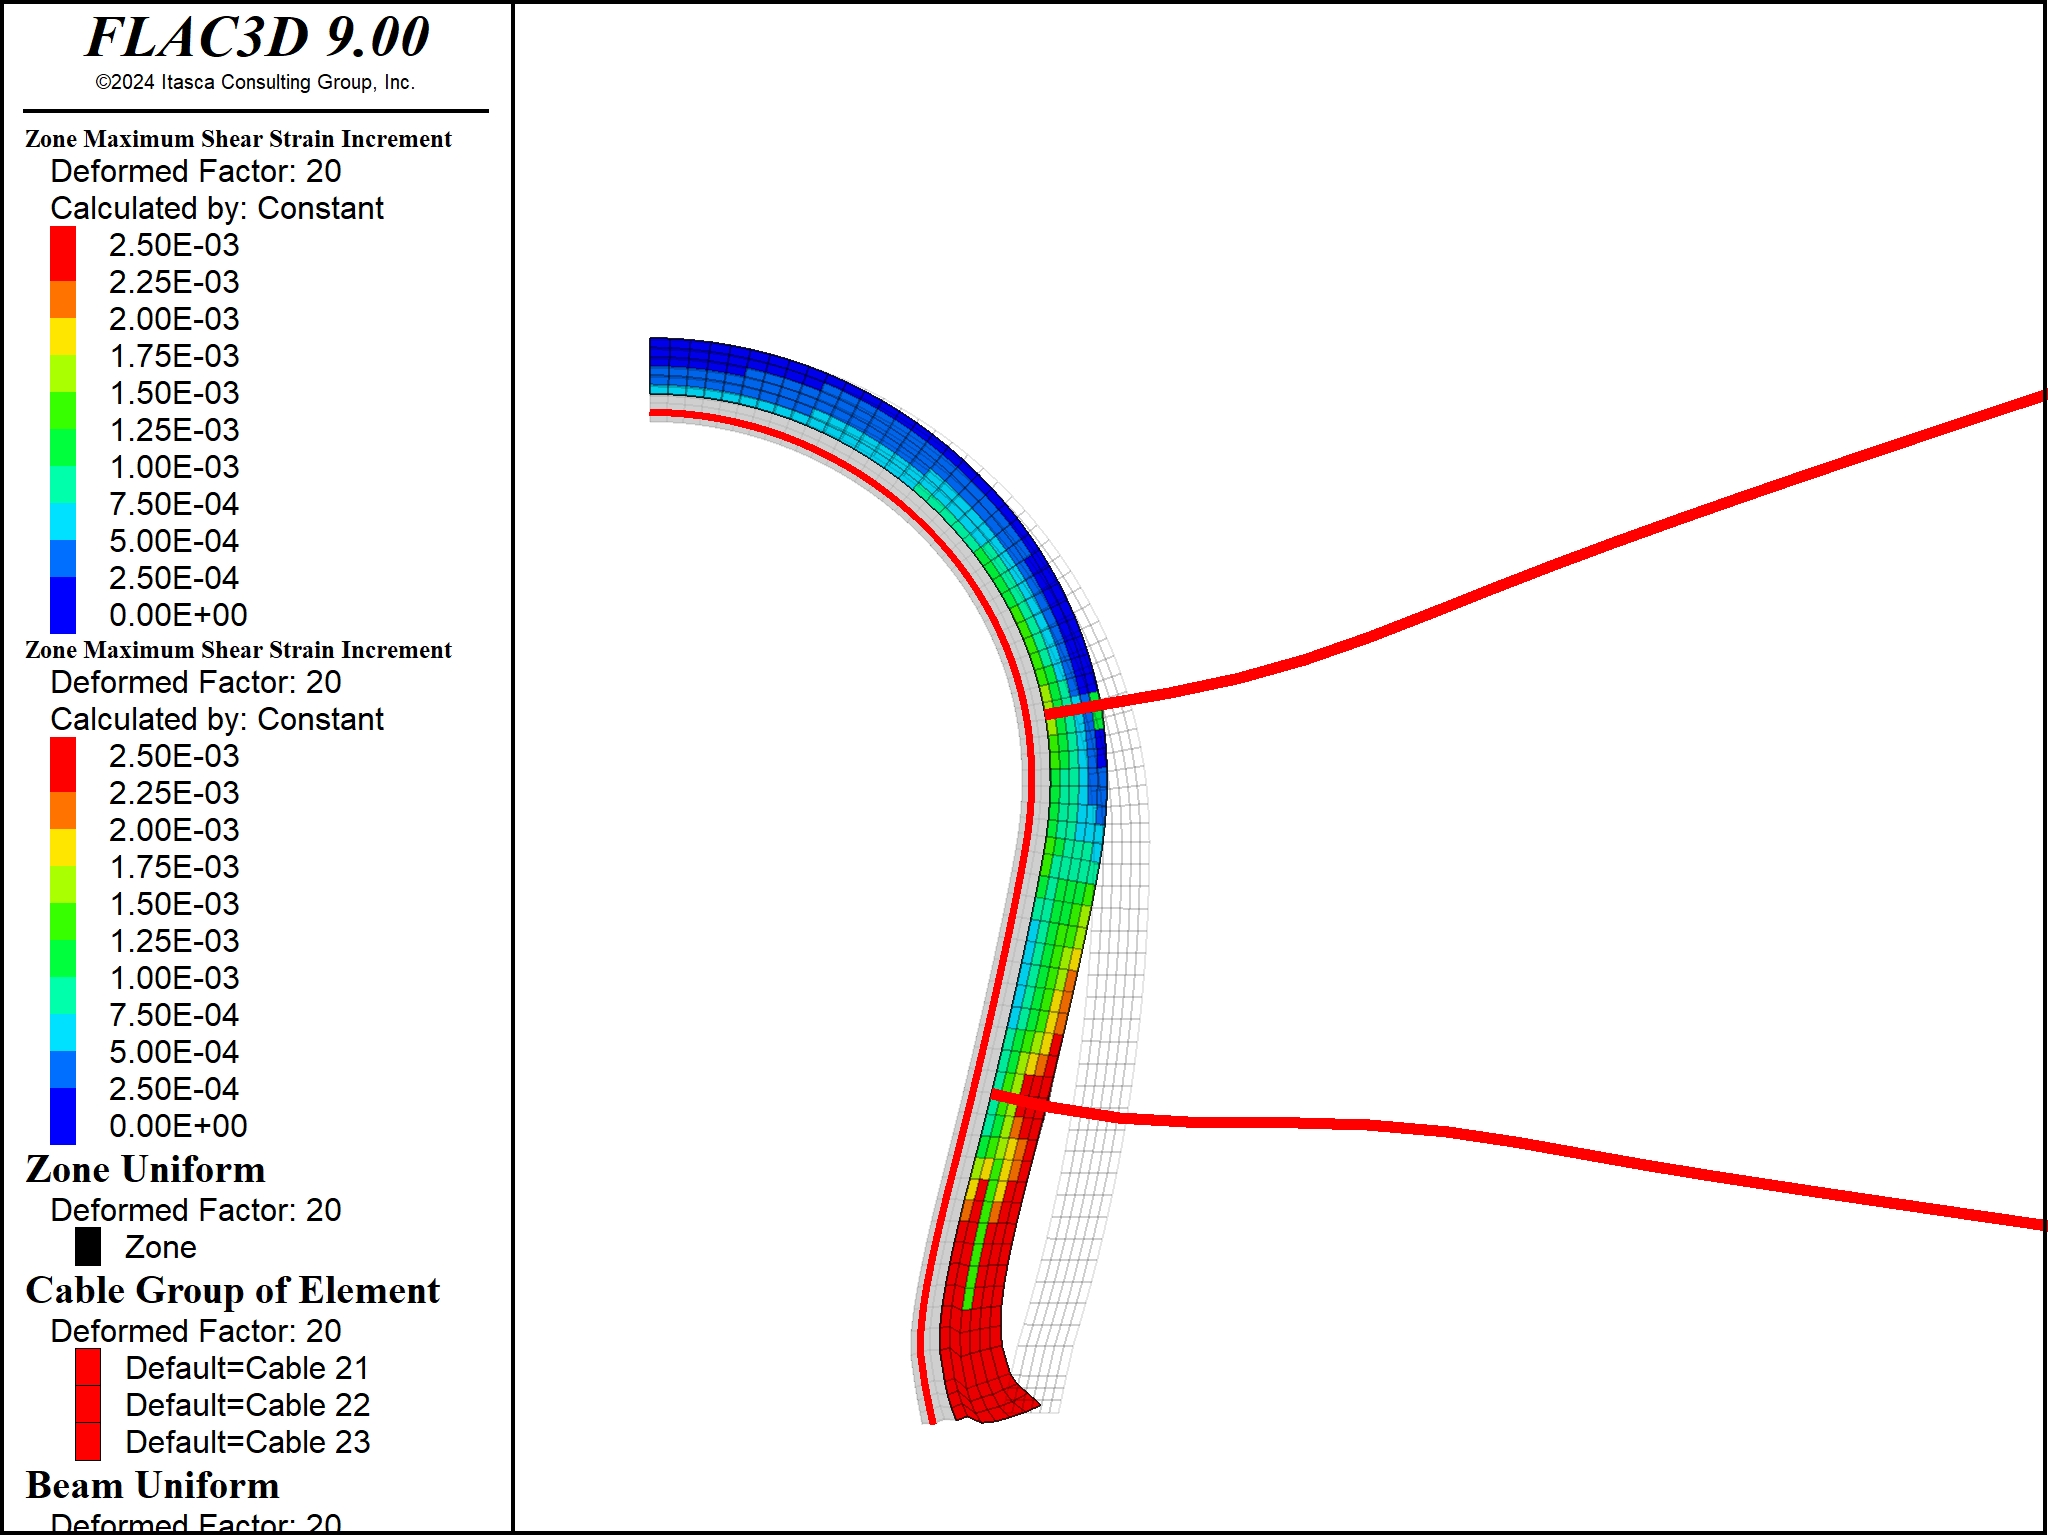 FLAC3D 9.00
©2024 Itasca Consulting Group, Inc.
Zone Maximum Shear Strain Increment
Deformed Factor: 20
Calculated by: Constant
2.50E-03
2.25E-03
2.00E-03
1.75E-03
1.50E-03
1.25E-03
1.00E-03
7.50E-04
5.00E-04
2.50E-04
0.00E+00
Zone Maximum Shear Strain Increment
Deformed Factor: 20
Calculated by: Constant
2.50E-03
2.25E-03
2.00E-03
1.75E-03
1.50E-03
1.25E-03
1.00E-03
7.50E-04
5.00E-04
2.50E-04
0.00E+00
Zone Uniform
Deformed Factor: 20
Zone
Cable Group of Element
Deformed Factor: 20
Default=Cable 21
Default=Cable 22
Default=Cable 23
Beam Uniform
Deformed Factor: 20